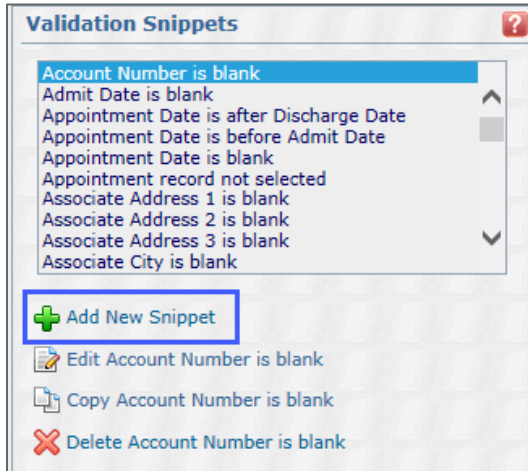 Validation Snippets
?
Account Number is blank
Admit Date is blank
Appointment Date is after Discharge Date
Appointment Date is before Admit Date
Appointment Date is blank
Appointment record not selected
Associate Address 1 is blank
Associate Address 2 is blank
Associate Address 3 is blank
Associate City is blank
Add New Snippet
Edit Account Number is blank
Copy Account Number is blank
Delete Account Number is blank